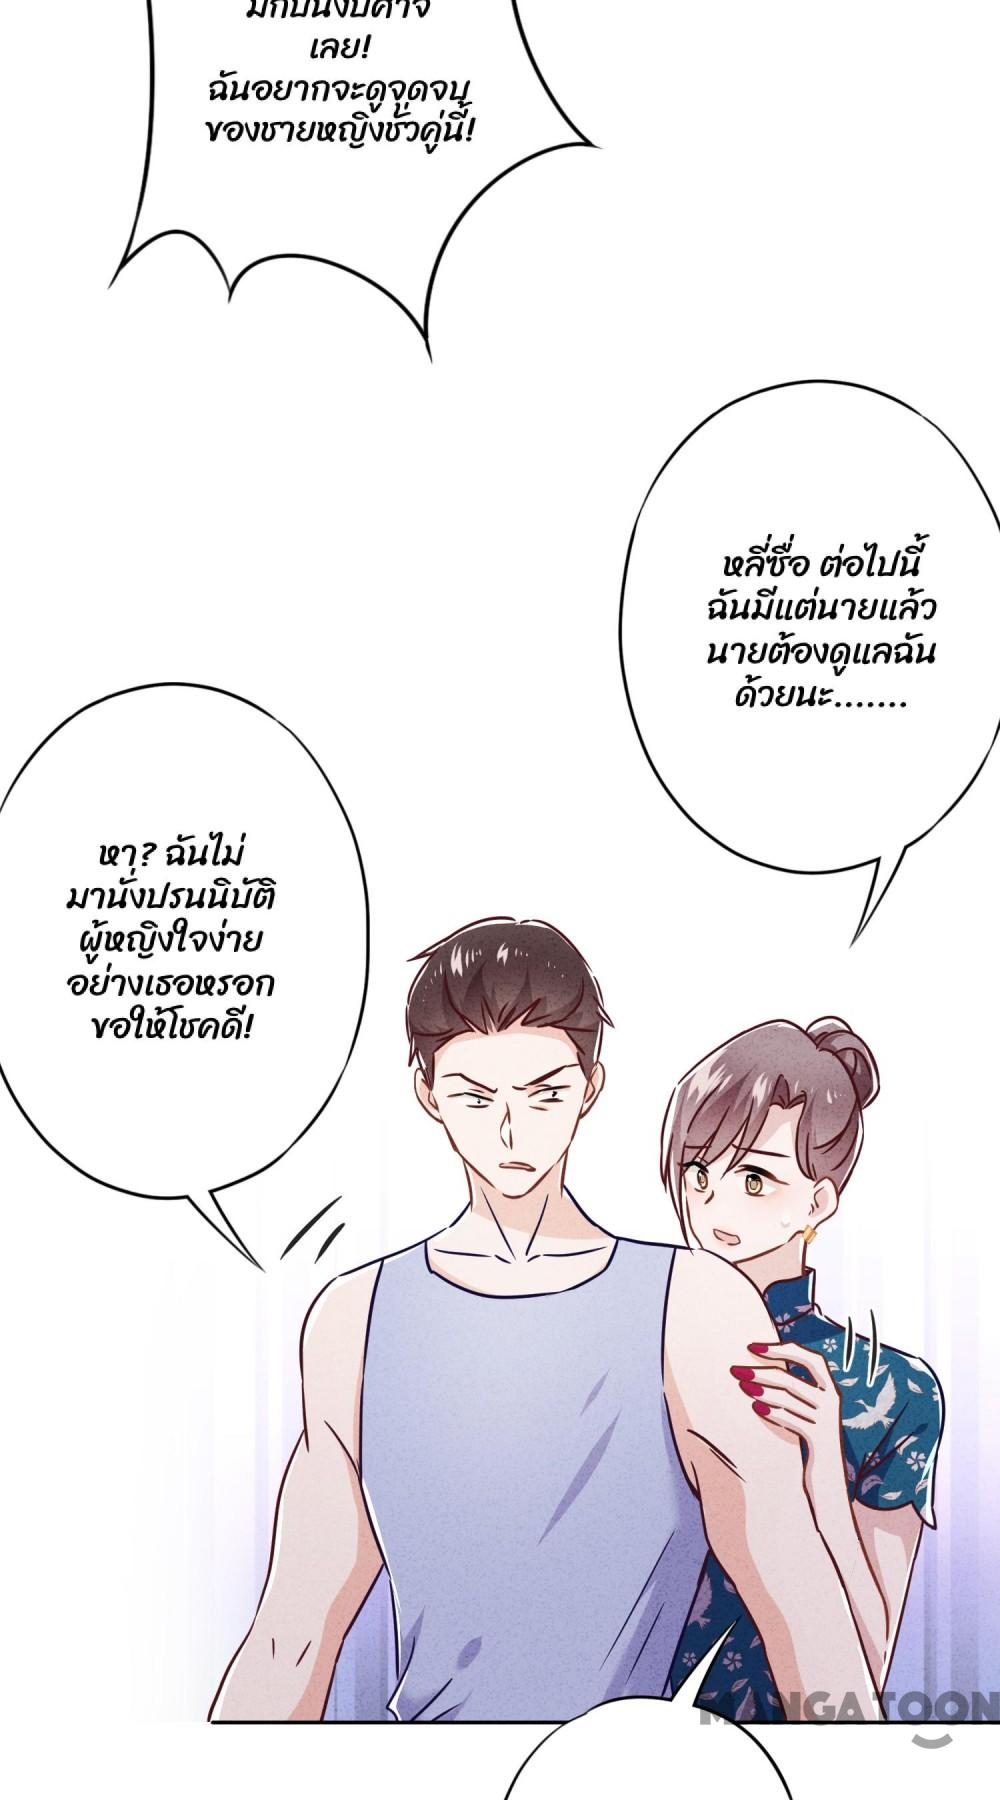 เลย!
ฉันอยากจะดูจุดจบ
ของชายหญิงชั่วคู่นี้!
หลี่ซื่อ ต่อไปนี้
ฉันมีแต่นายแล้ว
นายต้องดูแลฉัน
ด้วยนะ.......
หา? ฉันไม่
มานั่งปรนนิบัติ
ผู้หญิงใจง่าย
อย่างเธอหรอก
ขอให้โชคดี!
MANGATOON